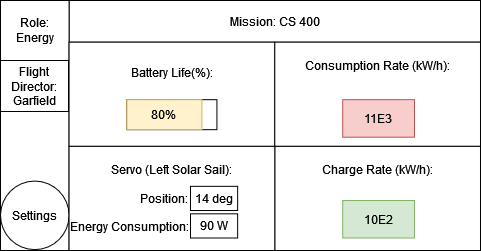 Role:
Energy
Mission: CS 400
Flight
Director:
Garfield
Battery Life(%):
80%
Consumption Rate (kW/h):
11E3
Servo (Left Solar Sail):
Position: 14 deg
Energy Consumption: 90 W
Charge Rate (kW/h):
10E2
Settings